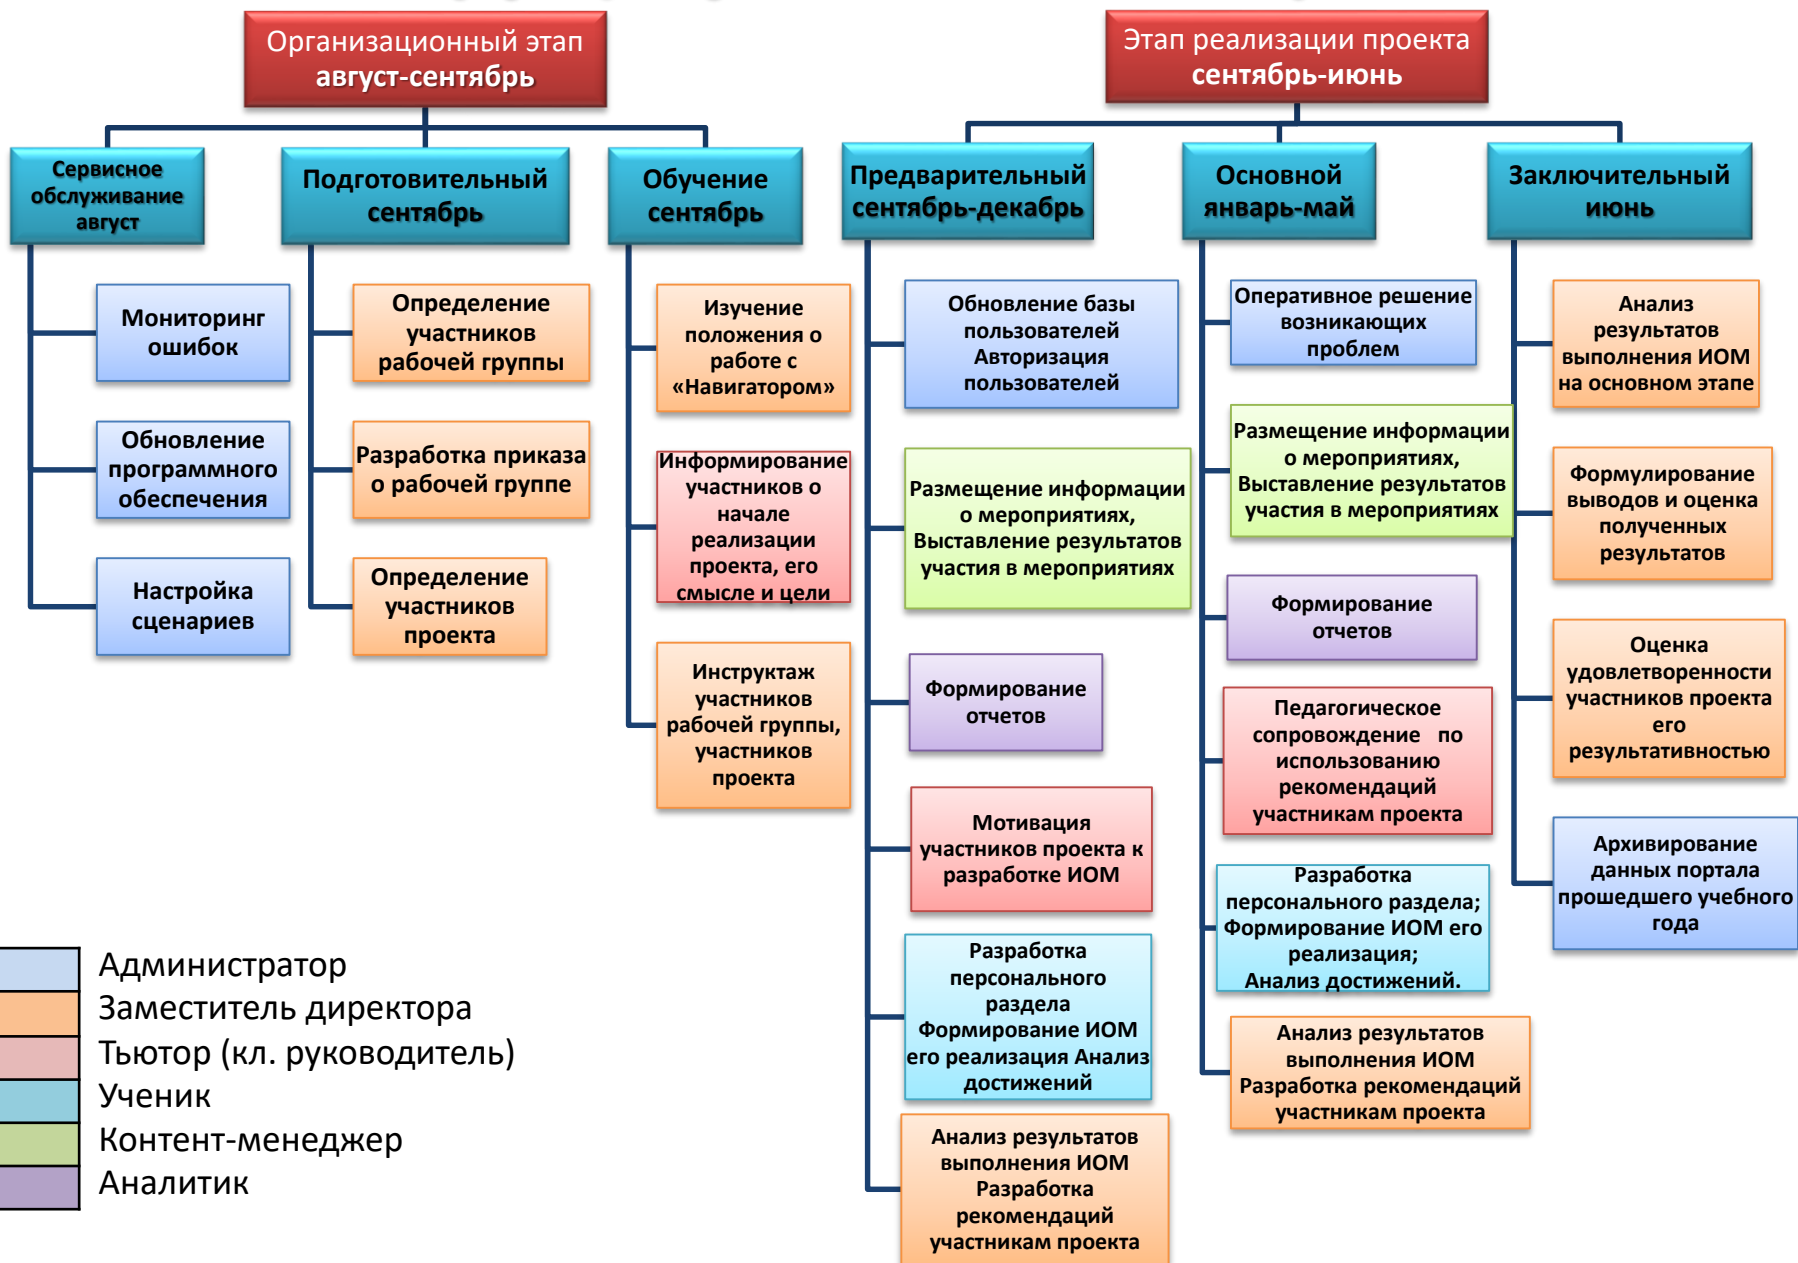 Организационный этап
август-сентябрь
Этап реализации проекта
сентябрь-июнь
Сервисное
обслуживание
август
Подготовительный
сентябрь
Обучение
сентябрь
Предварительный
сентябрь-декабрь
Основной
январь-май
Заключительный
июнь
Мониторинг
ошибок
Обновление
программного
обеспечения
Настройка
сценариев
Определение
участников
рабочей группы
Разработка приказа
о рабочей группе
Определение
участников
проекта
Изучение
положения о
работе с
«Навигатором»
Информирование
участников о
начале
реализации
проекта, его
смысле и цели
Инструктаж
участников
рабочей группы,
участников
проекта
Обновление базы
пользователей
Авторизация
пользователей
Размещение информации
о мероприятиях,
Выставление результатов
участия в мероприятиях
Формирование
отчетов
Мотивация
участников проекта к
разработке ИОМ
Разработка
персонального
раздела
Формирование ИОМ
его реализация Анализ
достижений
Анализ результатов
выполнения ИОМ
Разработка
рекомендаций
участникам проекта
Оперативное решение
возникающих
проблем
Размещение информации
о мероприятиях,
Выставление результатов
участия в мероприятиях
Формирование
отчетов
Педагогическое
сопровождение по
использованию
рекомендаций
участникам проекта
Разработка
персонального раздела;
Формирование ИОМ его
реализация;
Анализ достижений.
Анализ результатов
выполнения ИОМ
Разработка рекомендаций
участникам проекта
Анализ
результатов
выполнения ИОМ
на основном этапе
Формулирование
выводов и оценка
полученных
результатов
Оценка
удовлетворенности
участников проекта
его
результативностью
Архивирование
данных портала
прошедшего учебного
года
Администратор
Заместитель директора
Тьютор (кл. руководитель)
Ученик
Контент-менеджер
Аналитик